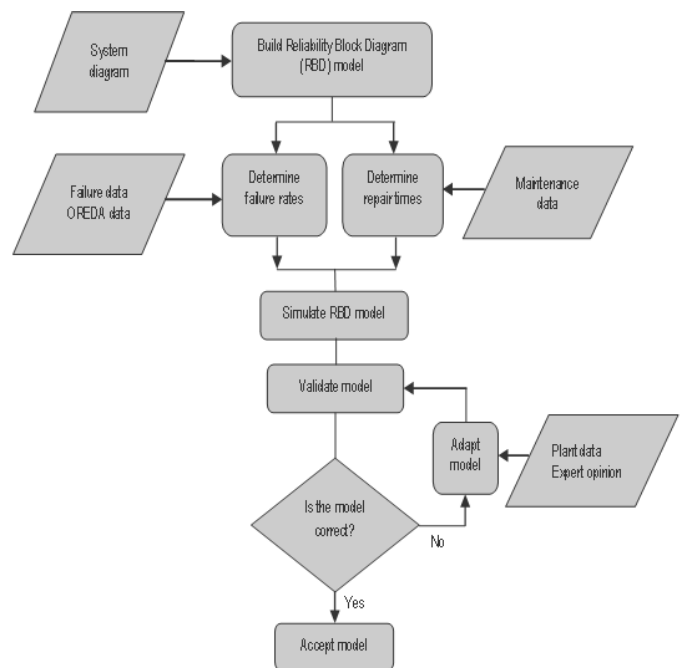 System
diagram
Build Reliability Block Diagram
(RBD) model
Failure data
OREDA data
Determine
failure rates
Determine
repair times
Maintenance
data
Simulate RBD model
Validate model
Adapt
model
Plant data
Expert opinion
Is the model
correct?
No
Yes
Accept model